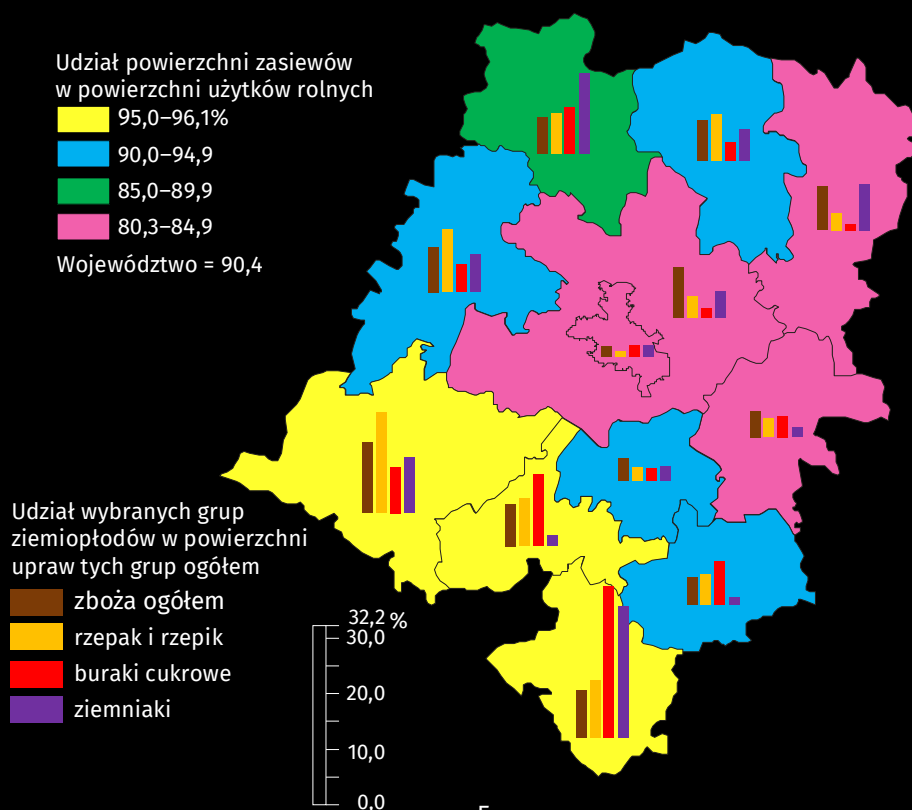 Udział powierzchni zasiewów
w powierzchni użytków rolnych
95,0–96,1%
90,0–94,9
85,0–89,9
80,3–84,9
Województwo = 90,4
Udział wybranych grup
ziemiopłodów w powierzchni
upraw tych grup ogółem
zboża ogółem
rzepak i rzepik
buraki cukrowe
ziemniaki
32,2 %
30,0
20,0
10,0
0,0